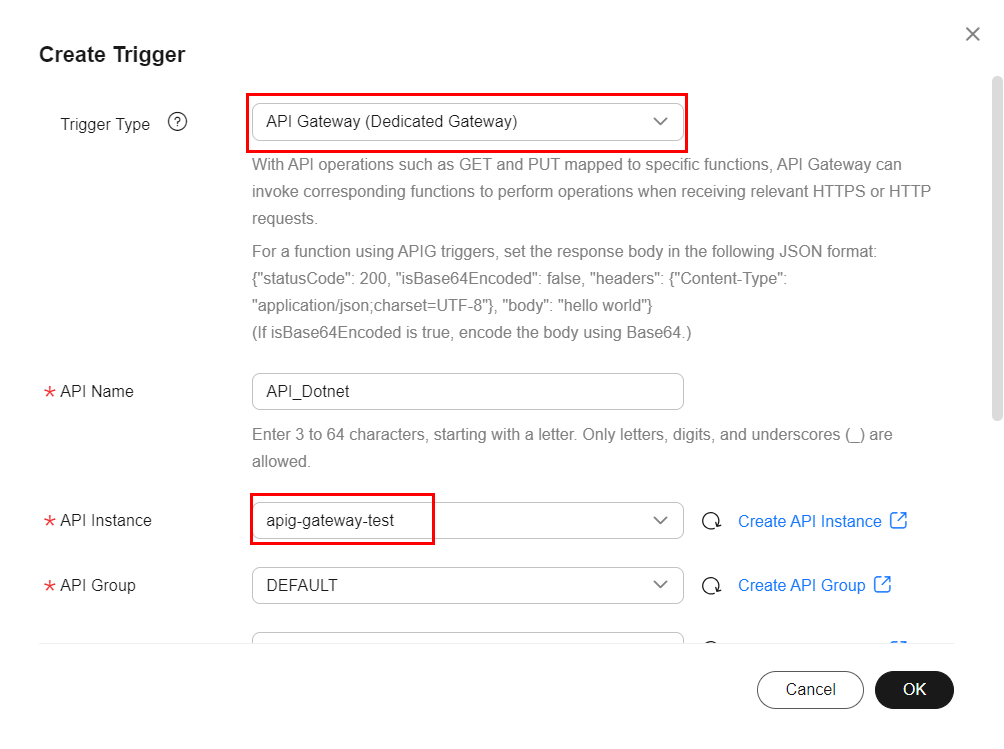 Create Trigger
Trigger Type ? API Gateway (Dedicated Gateway)
With API operations such as GET and PUT mapped to specific functions, API Gateway can
invoke corresponding functions to perform operations when receiving relevant HTTPS or HTTP
requests.
For a function using APIG triggers, set the response body in the following JSON format:
{"statusCode": 200, "isBase64Encoded": false, "headers": {"Content-Type":
"application/json;charset=UTF-8"}, "body": "hello world"}
(If isBase64Encoded is true, encode the body using Base64.)
* API Name API_Dotnet
Enter 3 to 64 characters, starting with a letter. Only letters, digits, and underscores (_) are
allowed.
* API Instance apig-gateway-test Create API Instance
* API Group DEFAULT Create API Group
Cancel OK